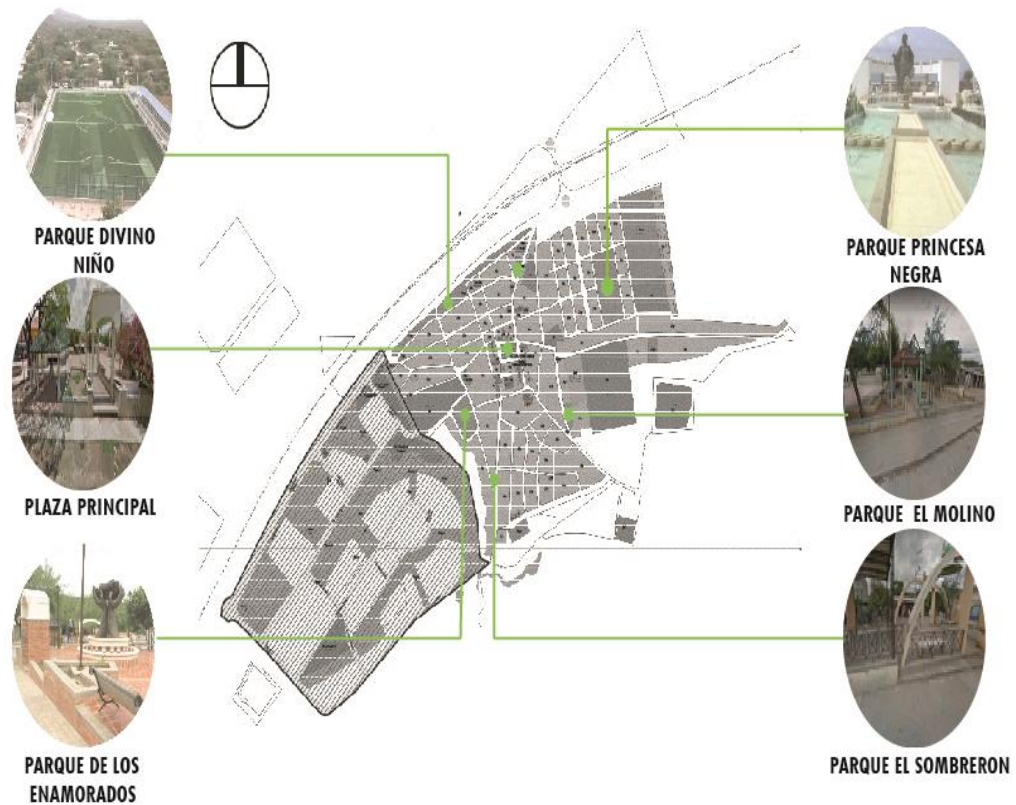 PARQUE DIVINO
NIÑO
PLAZA PRINCIPAL
PARQUE DE LOS
ENAMORADOS
PARQUE PRINCESA
NEGRA
PARQUE EL MOLINO
PARQUE EL SOMBRERON